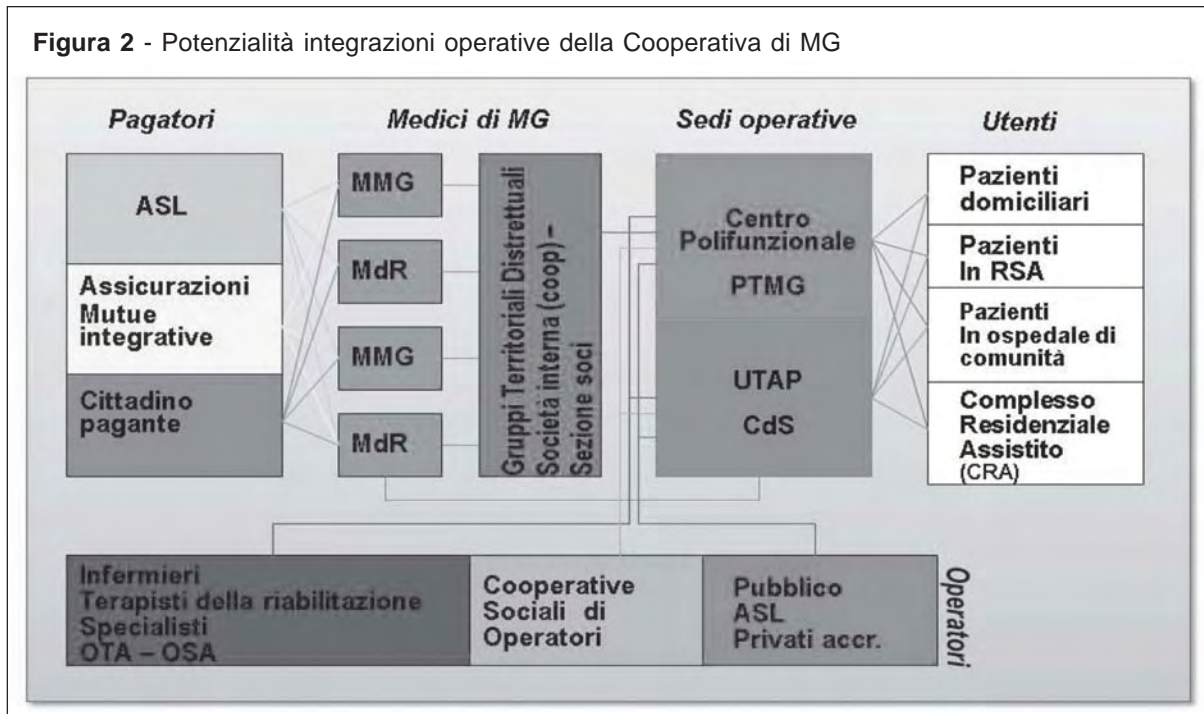 Figura 2 - Potenzialità integrazioni operative della Cooperativa di MG
Pagatori
Medici di MG
Sedi operative
Utenti
ASL
Assicurazioni
Mutue
integrative
Cittadino
pagante
MMG
MdR
MMG
MdR
Gruppi Territoriali Distrettuali
Società interna (coop) –
Sezione soci
Centro
Polifunzionale
PTMG
UTAP
CdS
Pazienti
domiciliari
Pazienti
In RSA
Pazienti
In ospedale di
comunità
Complesso
Residenziale
Assistito
(CRA)
Infermieri
Terapisti della riabilitazione
Specialisti
OTA – OSA
Cooperative
Sociali di
Operatori
Pubblico
ASL
Privati accr.
Operatori